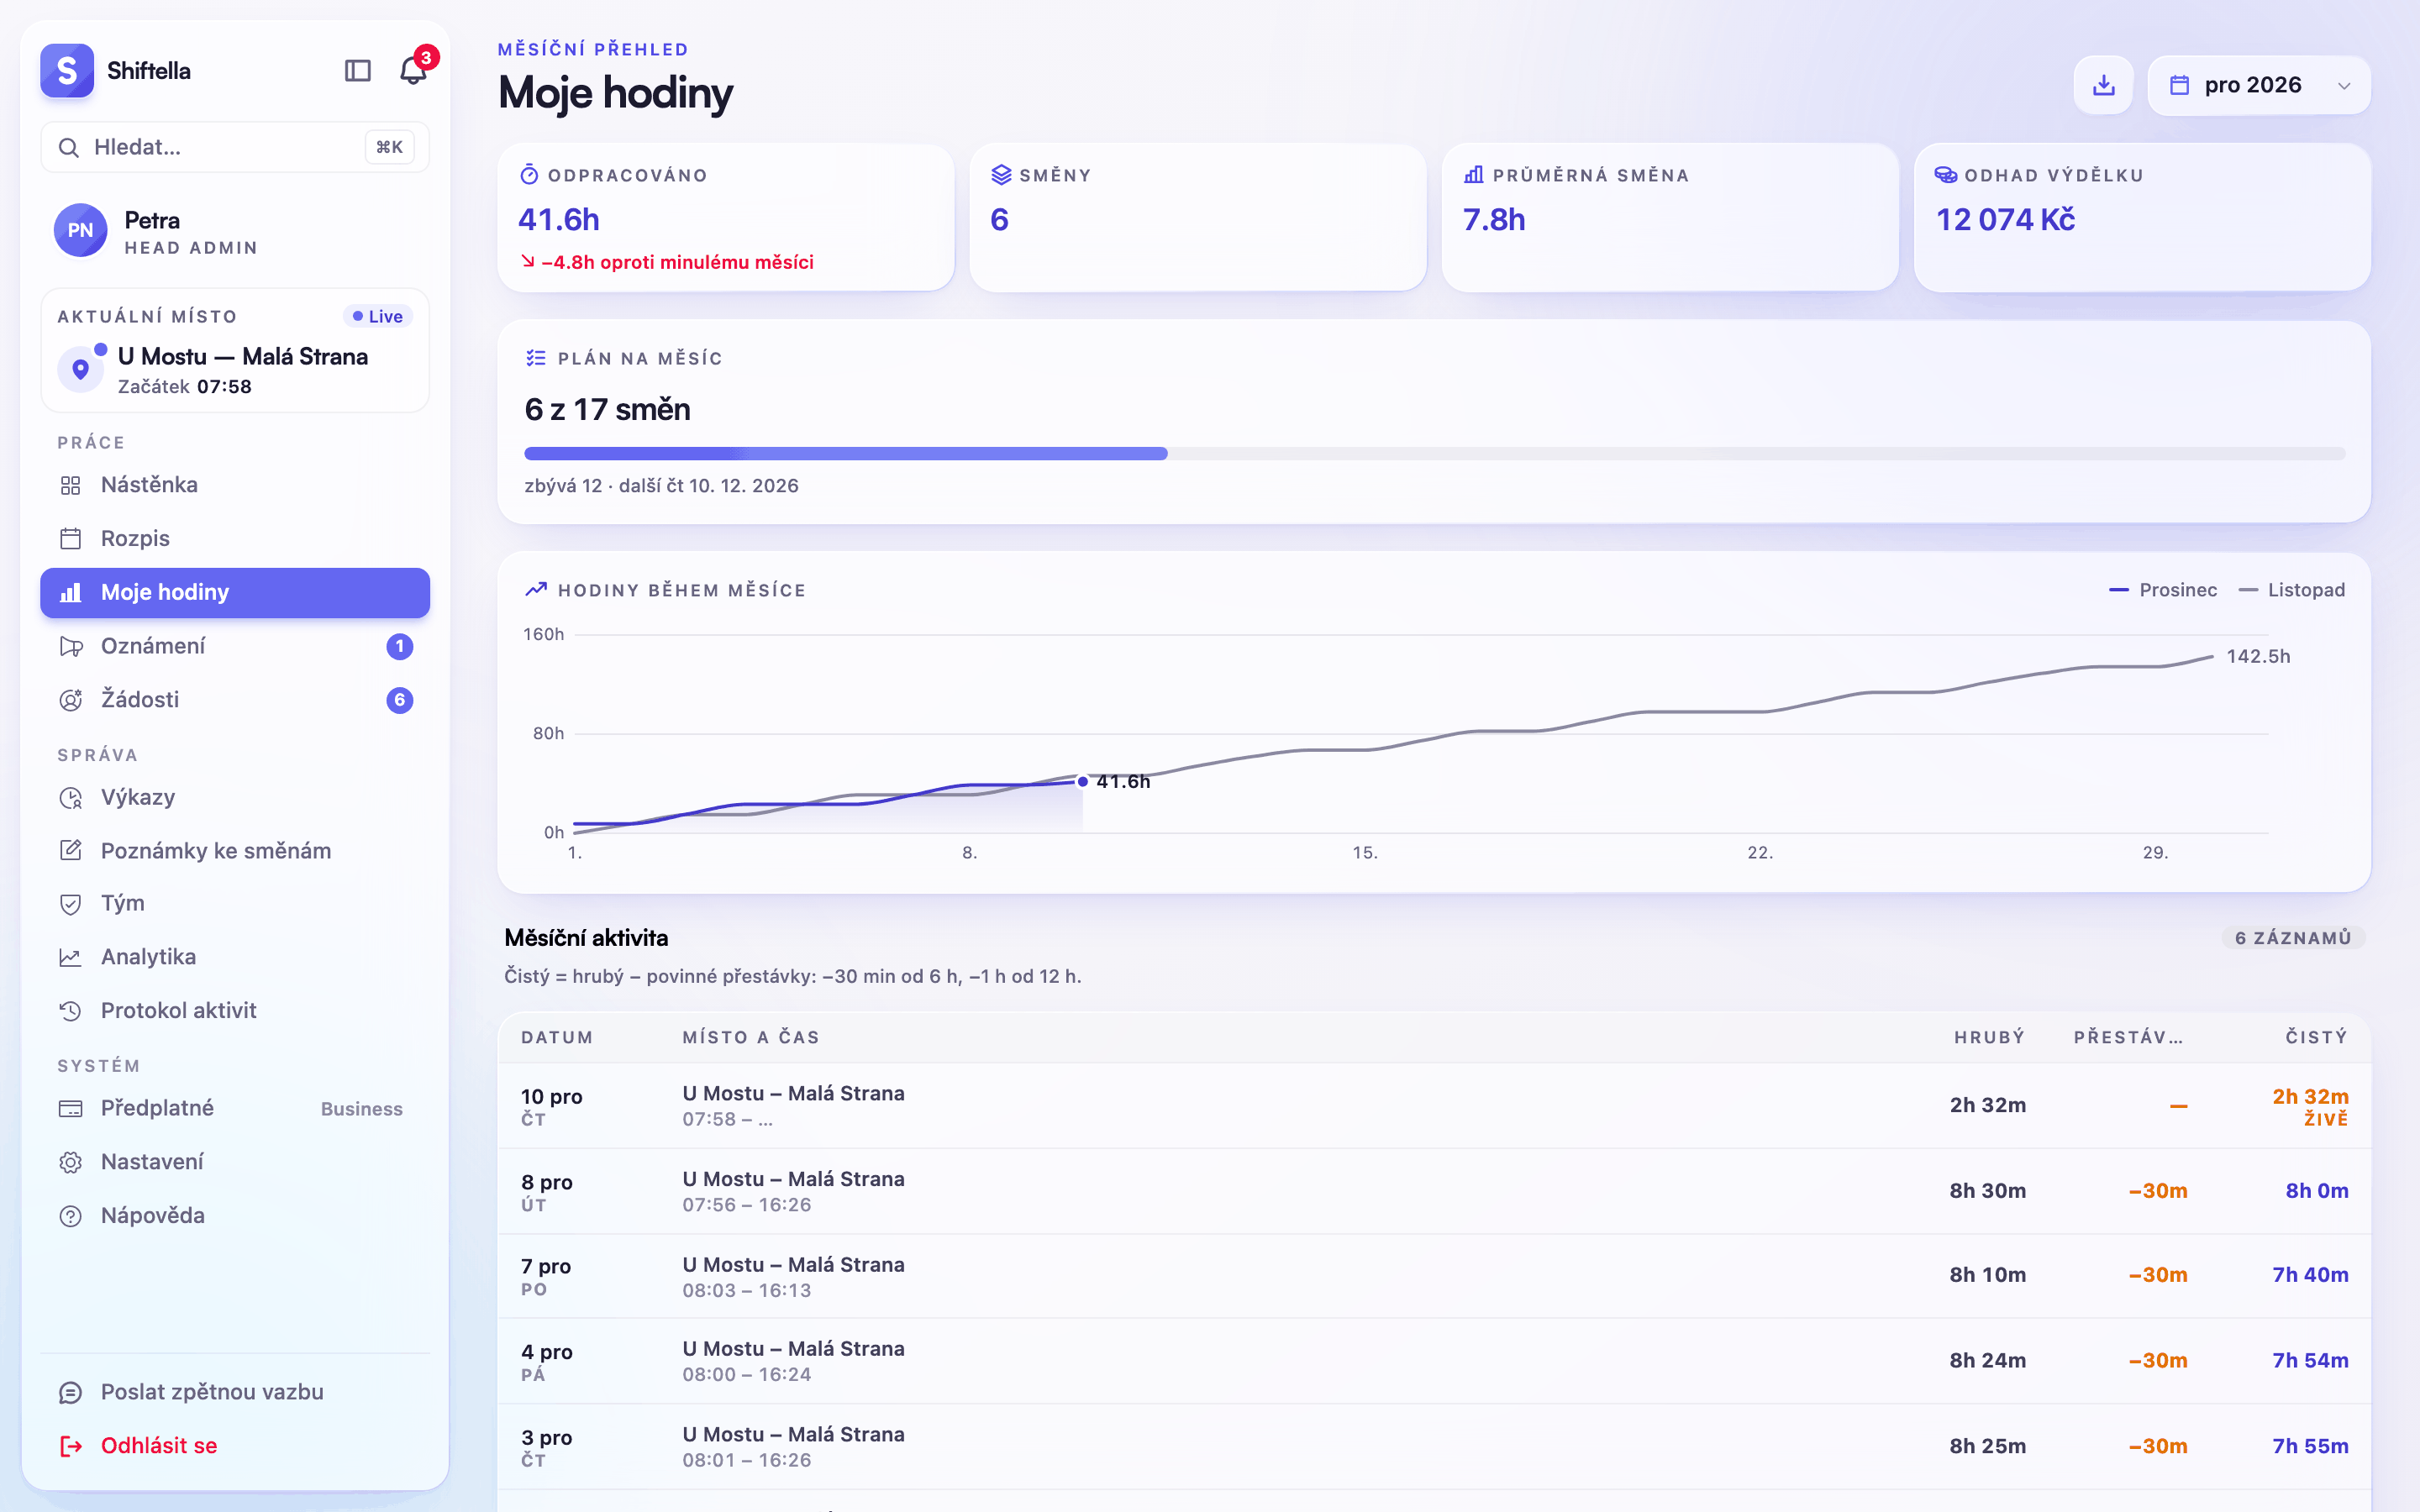 S
Shiftella
3
Hledat...
⌘K
PN
Petra
HEAD ADMIN
AKTUÁLNÍ MÍSTO
Live
U Mostu — Malá Strana
Začátek 07:58
PRÁCE
Nástěnka
Rozpis
Moje hodiny
Oznámení
1
Žádosti
6
SPRÁVA
Výkazy
Poznámky ke směnám
Tým
Analytika
Protokol aktivit
SYSTÉM
Předplatné
Business
Nastavení
Nápověda
Poslat zpětnou vazbu
Odhlásit se
MĚSÍČNÍ PŘEHLED
Moje hodiny
pro 2026
ODPRACOVÁNO
41.6h
−4.8h oproti minulému měsíci
SMĚNY
6
PRŮMĚRNÁ SMĚNA
7.8h
ODHAD VÝDĚLKU
12 074 Kč
PLÁN NA MĚSÍC
6 z 17 směn
zbývá 12 · další čt 10. 12. 2026
HODINY BĚHEM MĚSÍCE
Prosinec
Listopad
160h
142.5h
80h
41.6h
0h
1.
8.
15.
22.
29.
Měsíční aktivita
6 ZÁZNAMŮ
Čistý = hrubý − povinné přestávky: −30 min od 6 h, −1 h od 12 h.
DATUM
MÍSTO A ČAS
HRUBÝ
PŘESTÁV...
ČISTÝ
10 pro
ČT
U Mostu – Malá Strana
07:58 – ...
2h 32m
—
2h 32m
ŽIVĚ
8 pro
ÚT
U Mostu – Malá Strana
07:56 – 16:26
8h 30m
−30m
8h 0m
7 pro
PO
U Mostu – Malá Strana
08:03 – 16:13
8h 10m
−30m
7h 40m
4 pro
PÁ
U Mostu – Malá Strana
08:00 – 16:24
8h 24m
−30m
7h 54m
3 pro
ČT
U Mostu – Malá Strana
08:01 – 16:26
8h 25m
−30m
7h 55m